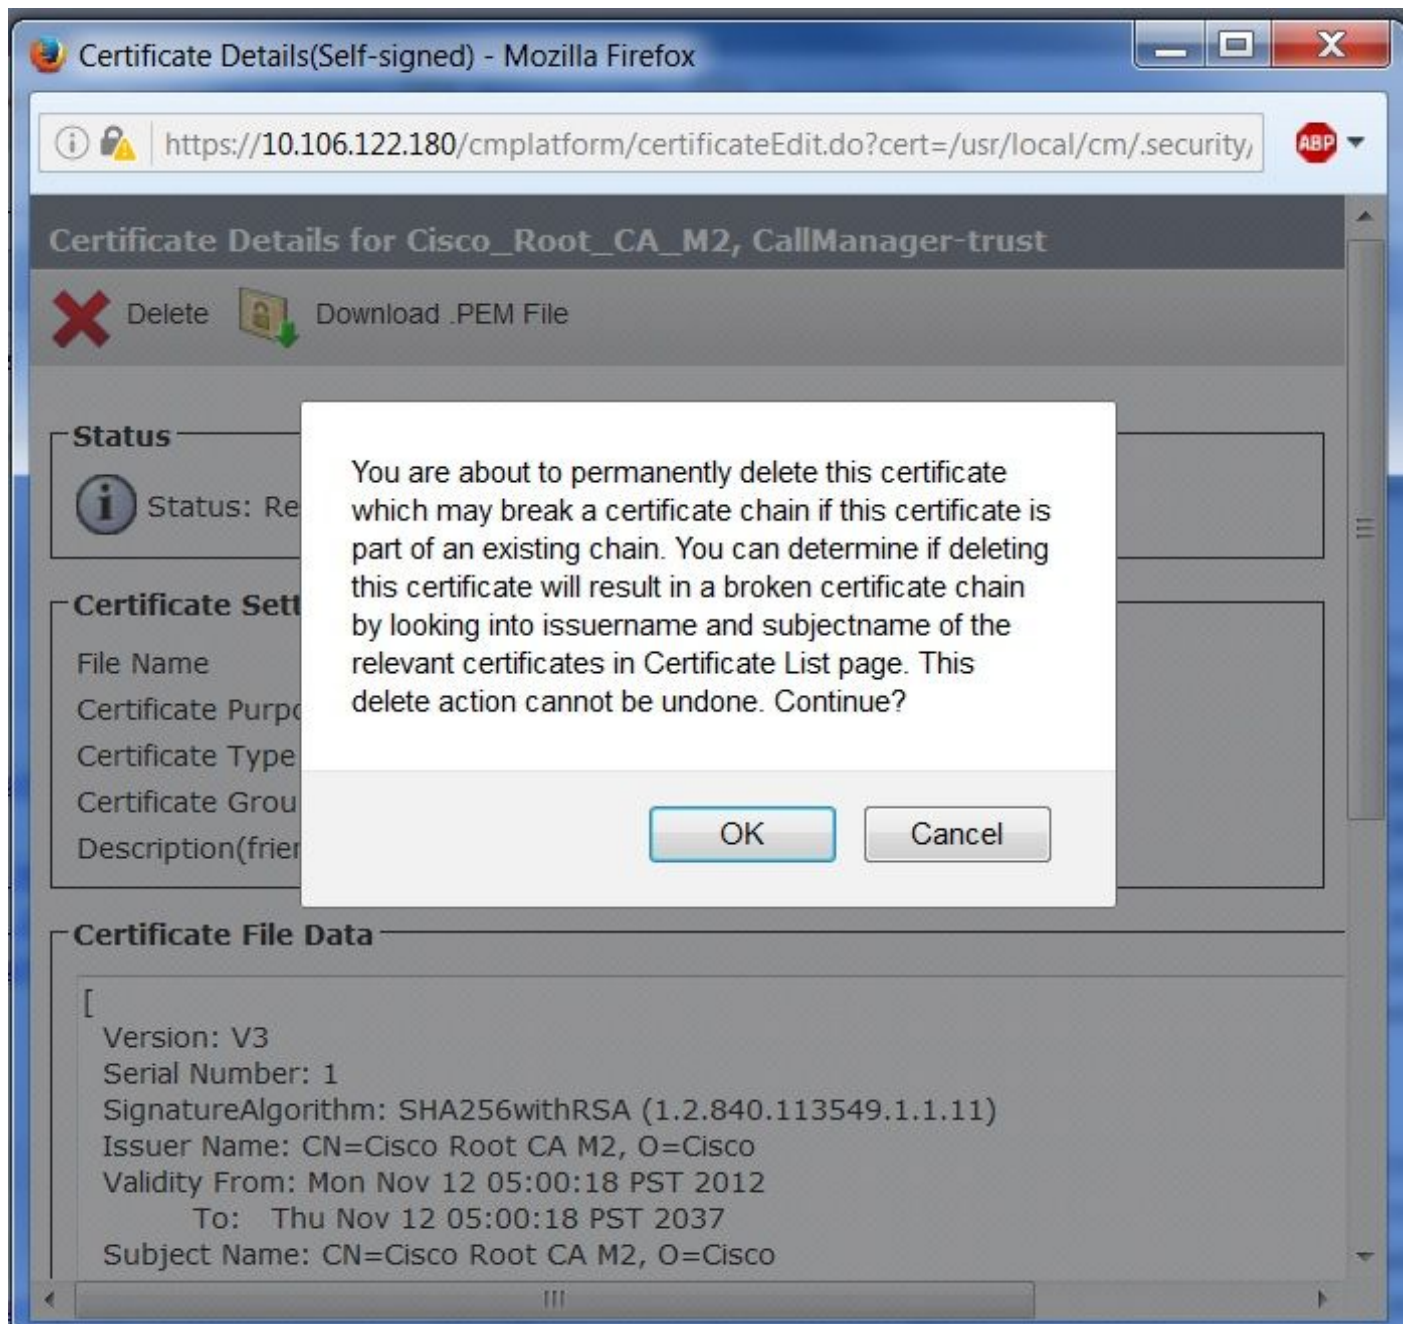 Certificate Details(Self-signed) - Mozilla Firefox
https://10.106.122.180/cmplatform/certificateEdit.do?cert=/usr/local/cm/.security/
ABP
Certificate Details for Cisco_Root_CA_M2, CallManager-trust
Delete
Download .PEM File
Status
Status: Re
You are about to permanently delete this certificate
which may break a certificate chain if this certificate is
part of an existing chain. You can determine if deleting
this certificate will result in a broken certificate chain
by looking into issuername and subjectname of the
relevant certificates in Certificate List page. This
delete action cannot be undone. Continue?
OK
Cancel
Certificate Sett
File Name
Certificate Purpo
Certificate Type
Certificate Grou
Description(frien
Certificate File Data
[
Version: V3
Serial Number: 1
SignatureAlgorithm: SHA256withRSA (1.2.840.113549.1.1.11)
Issuer Name: CN=Cisco Root CA M2, O=Cisco
Validity From: Mon Nov 12 05:00:18 PST 2012
To: Thu Nov 12 05:00:18 PST 2037
Subject Name: CN=Cisco Root CA M2, O=Cisco